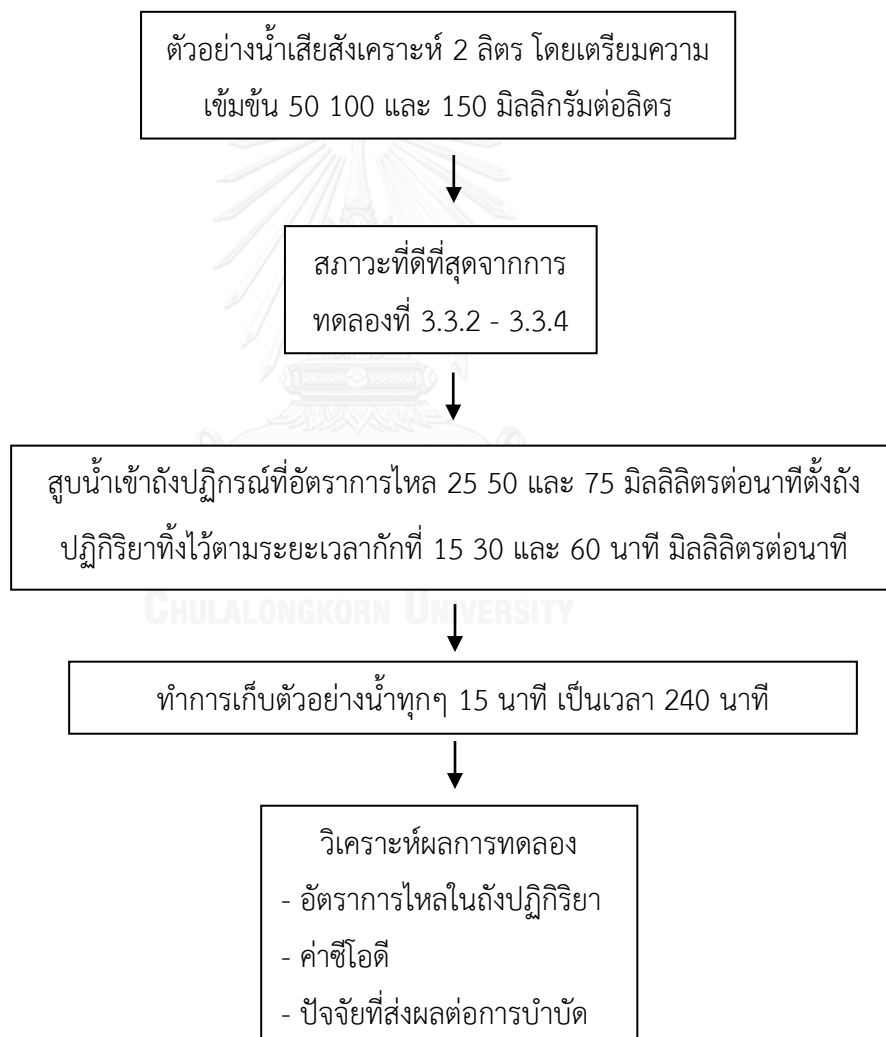 ตัวอย่างน้ำเสียสังเคราะห์ 2 ลิตร โดยเตรียมความ
เข้มข้น 50 100 และ 150 มิลลิกรัมต่อลิตร
สภาวะที่ดีที่สุดจากการ
ทดลองที่ 3.3.2 - 3.3.4
สูบน้ำเข้าถังปฏิกรณ์ที่อัตราการไหล 25 50 และ 75 มิลลิลิตรต่อนาทีตั้งถัง
ปฏิกิริยาทิ้งไว้ตามระยะเวลากักที่ 15 30 และ 60 นาที มิลลิลิตรต่อนาที
CHULALONGKORN UNIVERSITY
ทำการเก็บตัวอย่างน้ำทุกๆ 15 นาที เป็นเวลา 240 นาที
วิเคราะห์ผลการทดลอง
- อัตราการไหลในถังปฏิกิริยา
- ค่าซีโอดี
- ปัจจัยที่ส่งผลต่อการบำบัด